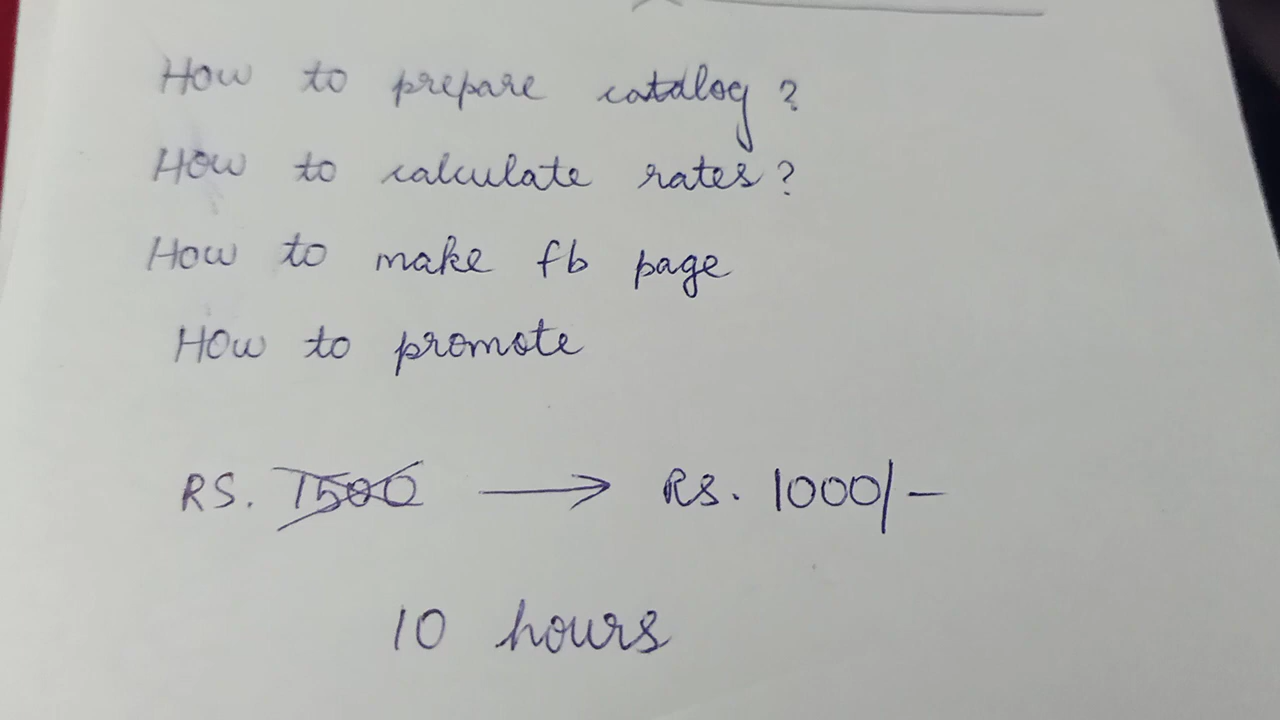 How to prepare catalog ?
How to calculate rates ?
How to make fb page
How to promote
RS. 1500 → RS. 1000/-
10 hours